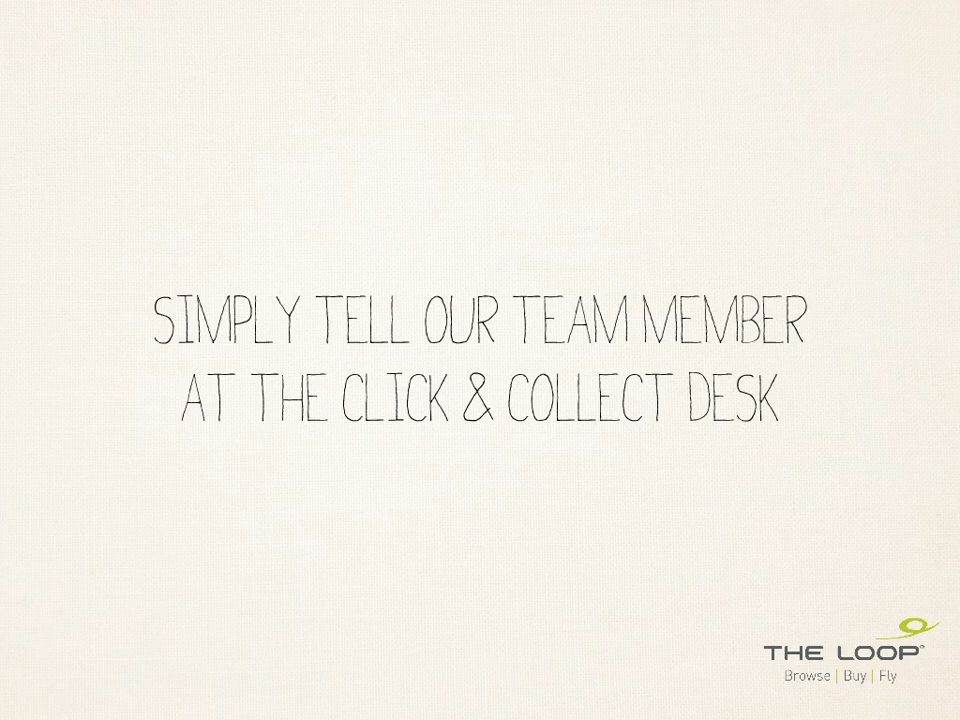 SIMPLY TELL OUR TEAM MEMBER
AT THE CLICK & COLLECT DESK
THE LOOP®
Browse | Buy | Fly